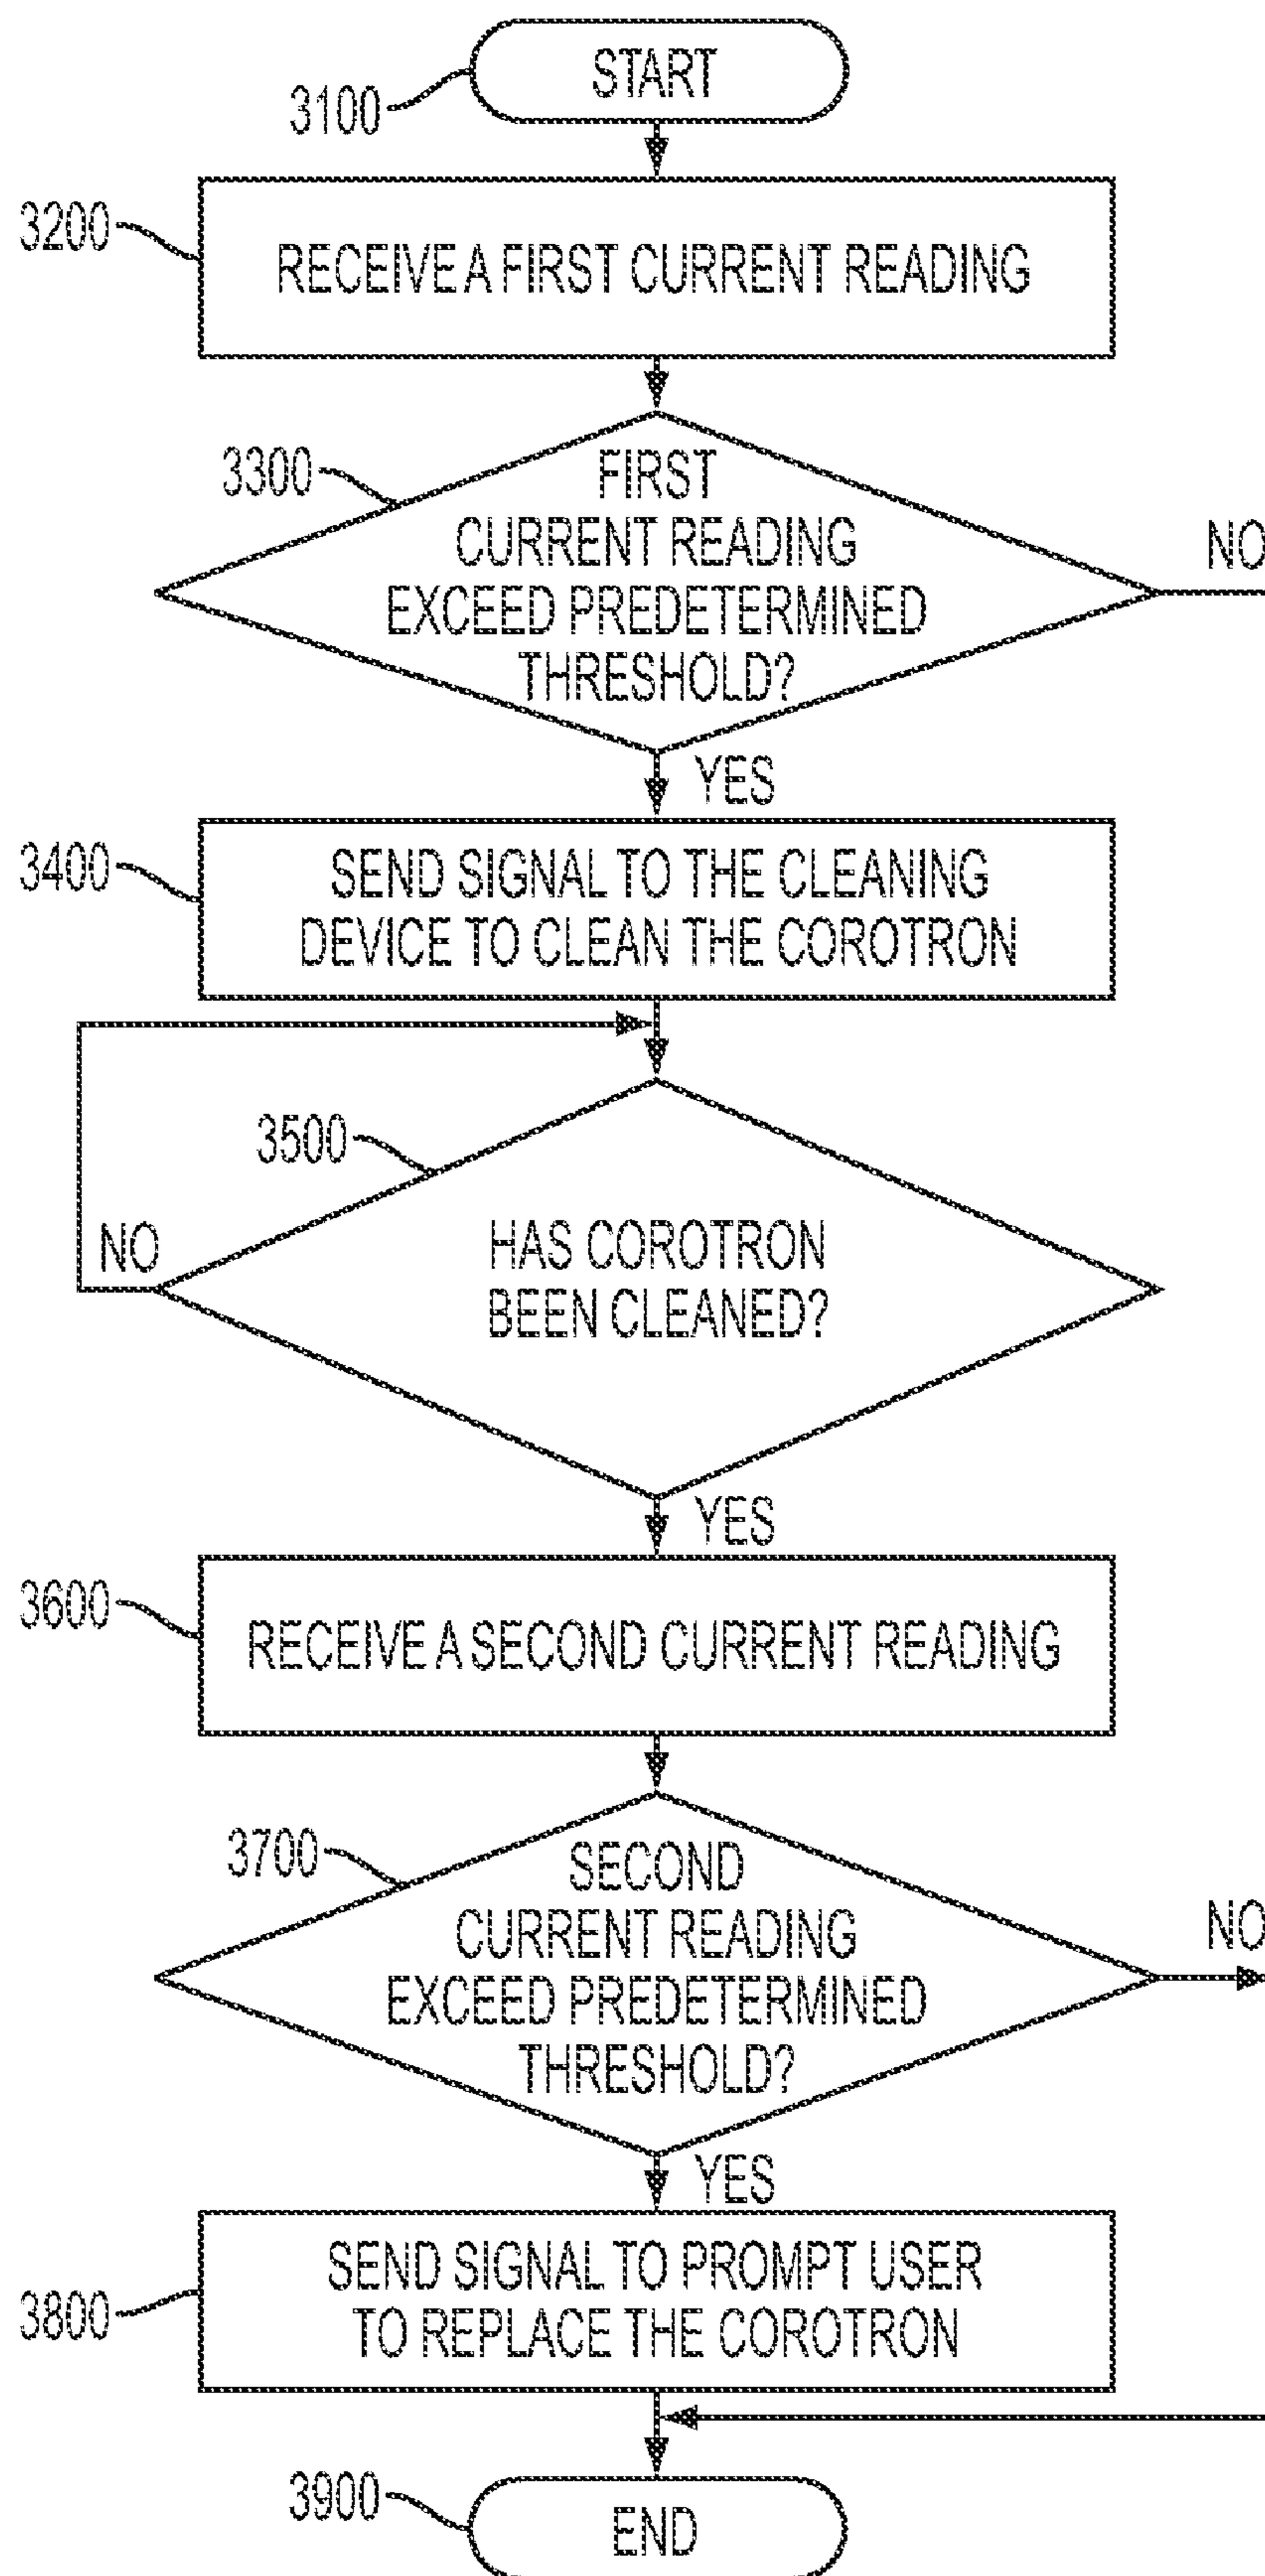 START
3100
3200
RECEIVE A FIRST CURRENT READING
3300
FIRST
CURRENT READING
EXCEED PREDETERMINED
THRESHOLD?
NO
YES
3400
SEND SIGNAL TO THE CLEANING
DEVICE TO CLEAN THE COROTRON
3500
NO
HAS COROTRON
BEEN CLEANED?
YES
3600
RECEIVE A SECOND CURRENT READING
3700
SECOND
CURRENT READING
EXCEED PREDETERMINED
THRESHOLD?
NO
YES
3800
SEND SIGNAL TO PROMPT USER
TO REPLACE THE COROTRON
3900
END